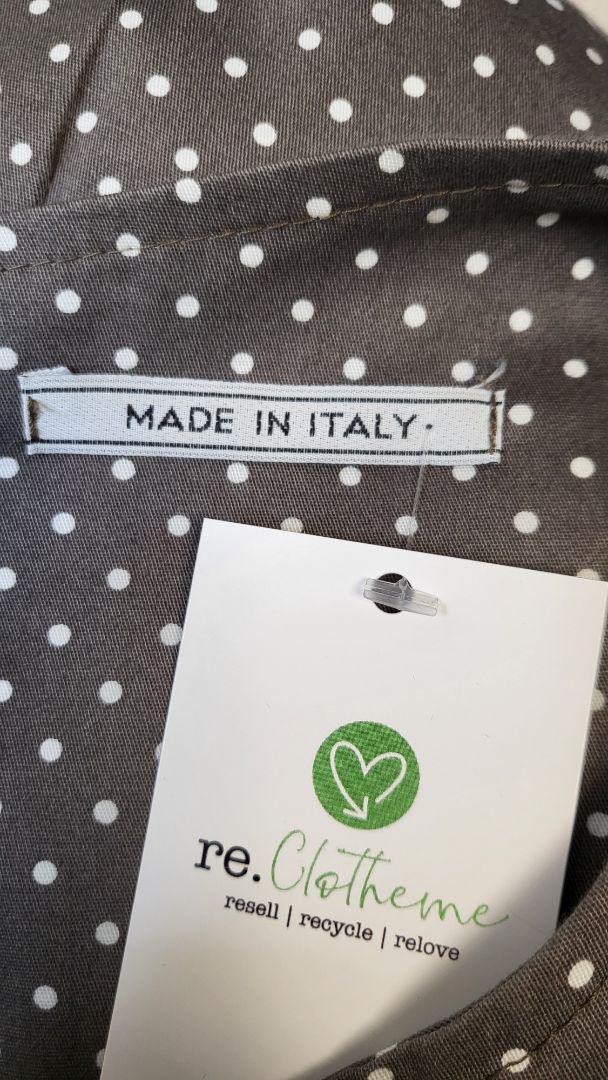 MADE IN ITALY
re.Clotheme
resell | recycle | relove